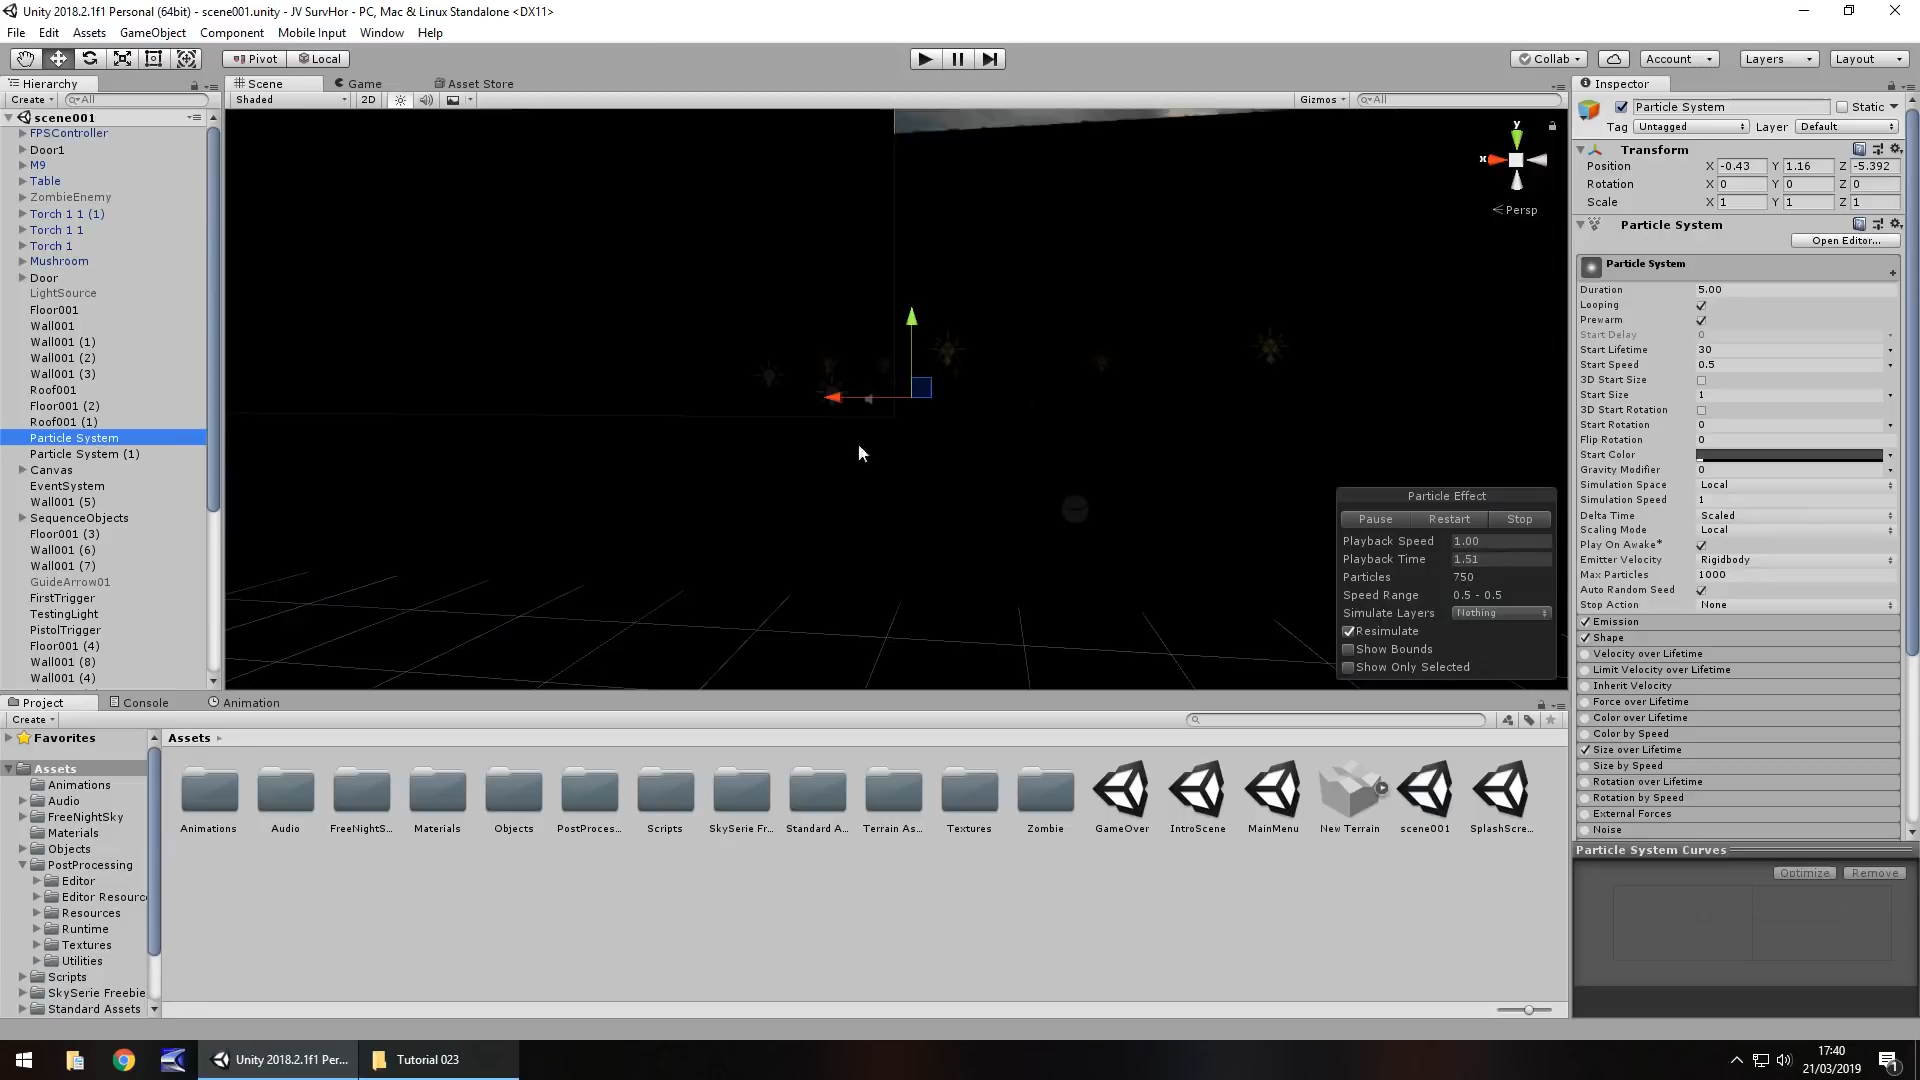 Unity 2018.2.1f1 Personal (64bit) - scene001.unity - JV SurvHor - PC, Mac & Linux Standalone <DX11>
File Edit Assets GameObject Component Mobile Input Window Help
Pivot Local Collab Account Layers Layout
Hierarchy
Create All
scene001
FPSController
Door1
M9
Table
ZombieEnemy
Torch 1 1 (1)
Torch 1 1
Torch 1
Mushroom
Door
LightSource
Floor001
Wall001
Wall001 (1)
Wall001 (2)
Wall001 (3)
Roof001
Floor001 (2)
Roof001 (1)
Particle System
Particle System (1)
Canvas
EventSystem
Wall001 (5)
SequenceObjects
Floor001 (3)
Wall001 (6)
Wall001 (7)
GuideArrow01
FirstTrigger
TestingLight
PistolTrigger
Floor001 (4)
Wall001 (8)
Wall001 (4)
Scene Game Asset Store
Shaded 2D Gizmos All
y
x
Persp
Particle Effect
Pause Restart Stop
Playback Speed 1.00
Playback Time 1.51
Particles 750
Speed Range 0.5 - 0.5
Simulate Layers Nothing
Resimulate
Show Bounds
Show Only Selected
Inspector
Particle System Static
Tag Untagged Layer Default
Transform
Position X -0.43 Y 1.16 Z -5.392
Rotation X 0 Y 0 Z 0
Scale X 1 Y 1 Z 1
Particle System
Open Editor...
Particle System
Duration 5.00
Looping
Prewarm
Start Delay 0
Start Lifetime 30
Start Speed 0.5
3D Start Size
Start Size 1
3D Start Rotation
Start Rotation 0
Flip Rotation 0
Start Color
Gravity Modifier 0
Simulation Space Local
Simulation Speed 1
Delta Time Scaled
Scaling Mode Local
Play On Awake*
Emitter Velocity Rigidbody
Max Particles 1000
Auto Random Seed
Stop Action None
Emission
Shape
Velocity over Lifetime
Limit Velocity over Lifetime
Inherit Velocity
Force over Lifetime
Color over Lifetime
Color by Speed
Size over Lifetime
Size by Speed
Rotation over Lifetime
Rotation by Speed
External Forces
Noise
Particle System Curves
Optimize Remove
Project Console Animation
Create
Favorites
Assets
Animations
Audio
FreeNightSky
Materials
Objects
PostProcessing
Editor
Editor Resourc
Resources
Runtime
Textures
Utilities
Scripts
SkySerie Freebie
Standard Assets
Assets
Animations Audio FreeNightS... Materials Objects PostProces... Scripts SkySerie Fr... Standard A... Terrain As... Textures Zombie GameOver IntroScene MainMenu New Terrain scene001 SplashScre...
Unity 2018.2.1f1 Per... Tutorial 023
17:40
21/03/2019
1